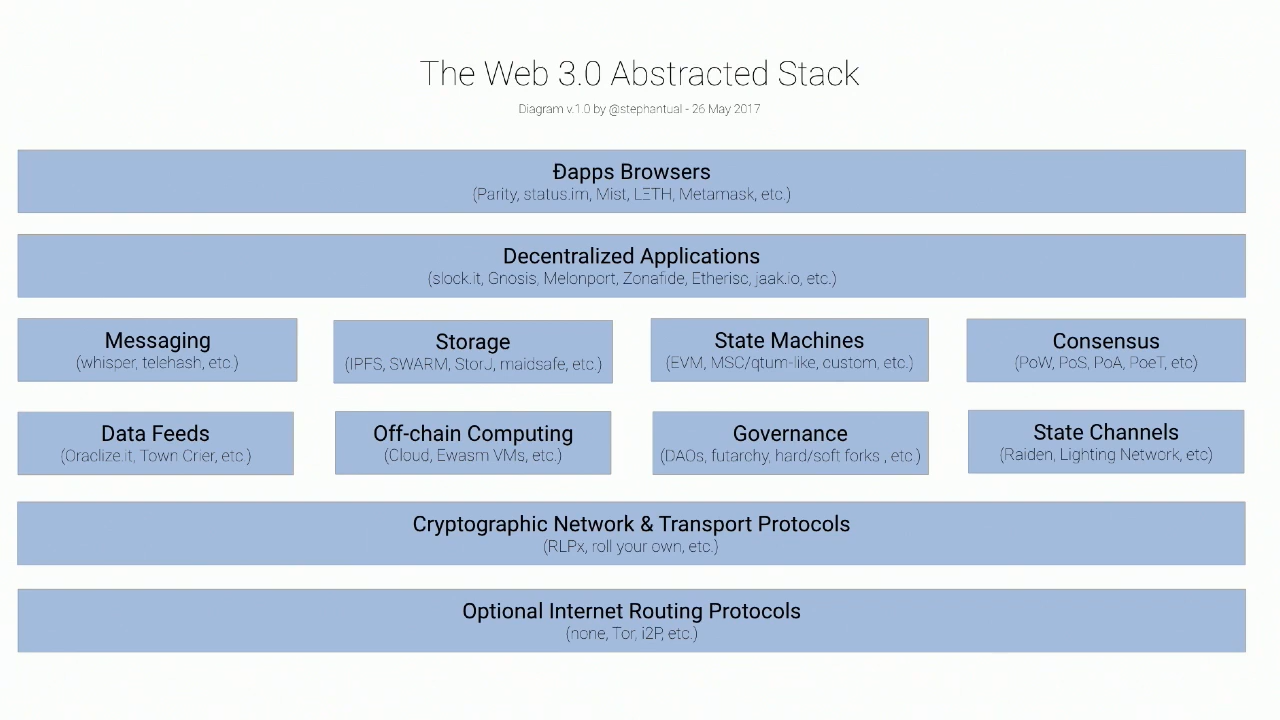 The Web 3.0 Abstracted Stack
Diagram v.1.0 by @stephantual - 26 May 2017
Ðapps Browsers
(Parity, status.im, Mist, LETH, Metamask, etc.)
Decentralized Applications
(slock.it, Gnosis, Melonport, Zonafide, Etherisc, jaak.io, etc.)
Messaging
(whisper, telehash, etc.)
Storage
(IPFS, SWARM, StorJ, maidsafe, etc.)
State Machines
(EVM, MSC/qtum-like, custom, etc.)
Consensus
(PoW, PoS, PoA, PoeT, etc)
Data Feeds
(Oraclize.it, Town Crier, etc.)
Off-chain Computing
(Cloud, Ewasm VMs, etc.)
Governance
(DAOs, futarchy, hard/soft forks , etc.)
State Channels
(Raiden, Lighting Network, etc)
Cryptographic Network & Transport Protocols
(RLPx, roll your own, etc.)
Optional Internet Routing Protocols
(none, Tor, i2P, etc.)